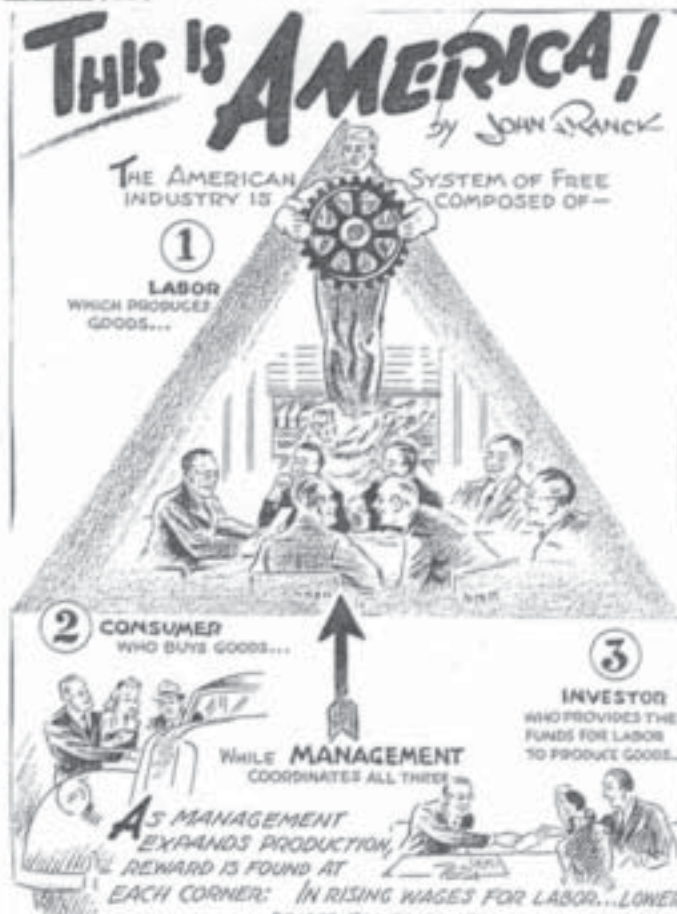 THIS IS AMERICA!
by JOHN RANCK
THE AMERICAN SYSTEM OF FREE
INDUSTRY IS COMPOSED OF—
1
LABOR
WHICH PRODUCES
GOODS...
2 CONSUMER
WHO BUYS GOODS...
3
INVESTOR
WHO PROVIDES THE
FUNDS FOR LABOR
TO PRODUCE GOODS...
WHILE MANAGEMENT
COORDINATES ALL THREE
AS MANAGEMENT
EXPANDS PRODUCTION,
REWARD IS FOUND AT
EACH CORNER: IN RISING WAGES FOR LABOR...LOWER